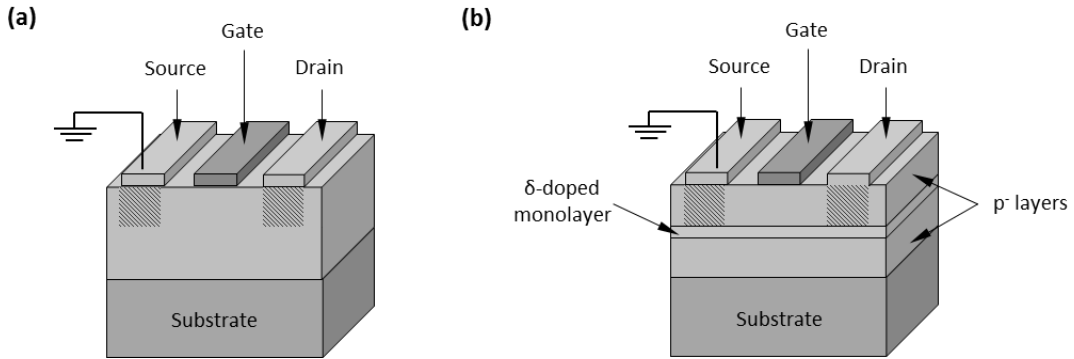 (a)
Gate
Source
Drain
Substrate
(b)
Gate
Source
Drain
δ-doped
monolayer
p⁻ layers
Substrate